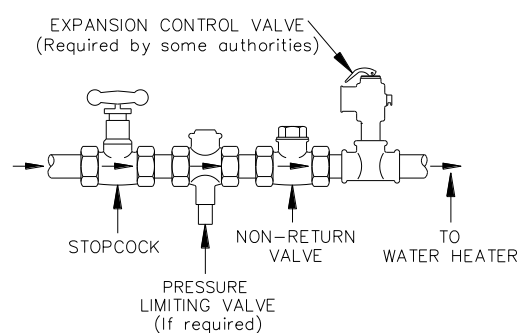 EXPANSION CONTROL VALVE
(Required by some authorities)
STOPCOCK
PRESSURE
LIMITING VALVE
(If required)
NON-RETURN
VALVE
TO
WATER HEATER